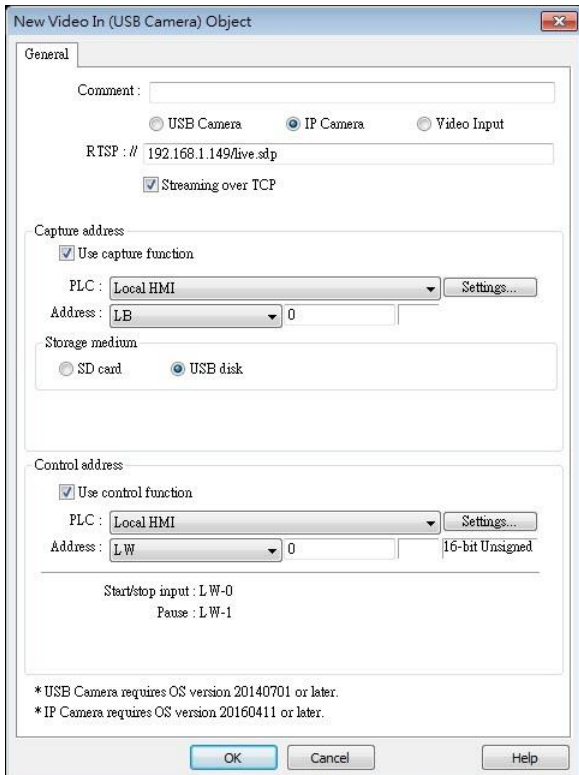 New Video In (USB Camera) Object
General
Comment :
USB Camera IP Camera Video Input
RTSP : // 192.168.1.149/live.sdp
Streaming over TCP
Capture address
Use capture function
PLC : Local HMI Settings...
Address : LB 0
Storage medium
SD card USB disk
Control address
Use control function
PLC : Local HMI Settings...
Address : LW 0 16-bit Unsigned
Start/stop input : LW-0
Pause : LW-1
* USB Camera requires OS version 20140701 or later.
* IP Camera requires OS version 20160411 or later.
OK Cancel Help